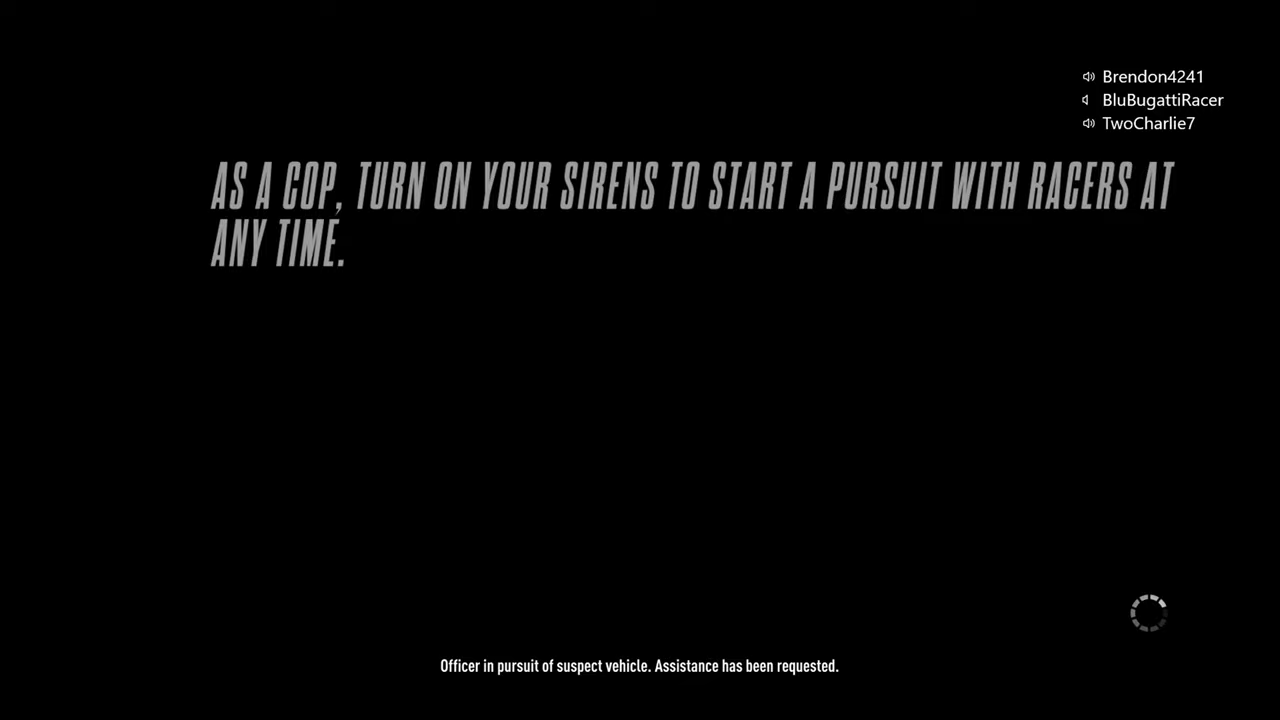 Brendon4241
BluBugattiRacer
TwoCharlie7
AS A COP, TURN ON YOUR SIRENS TO START A PURSUIT WITH RACERS AT
ANY TIME.
Officer in pursuit of suspect vehicle. Assistance has been requested.